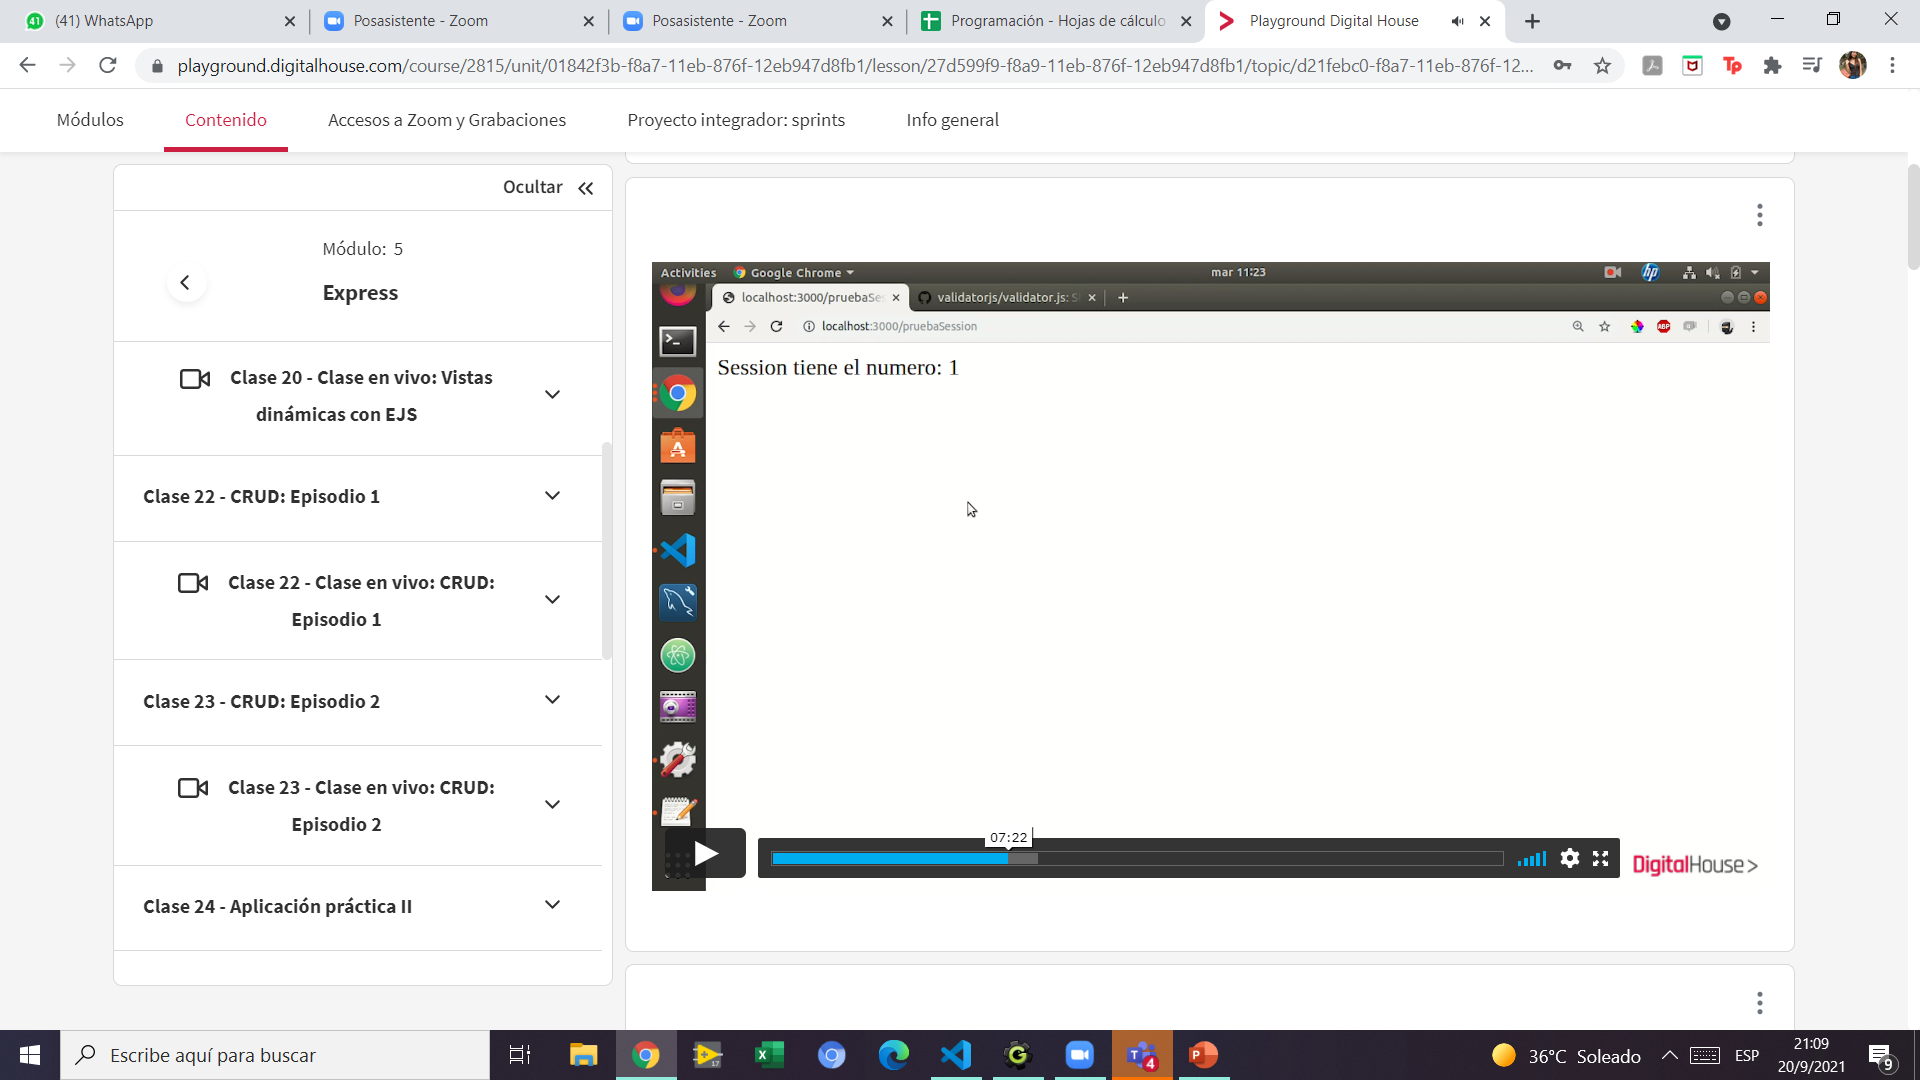 (41) WhatsApp
Posasistente - Zoom
Posasistente - Zoom
Programación - Hojas de cálculo
Playground Digital House
playground.digitalhouse.com/course/2815/unit/01842f3b-f8a7-11eb-876f-12eb947d8fb1/lesson/27d599f9-f8a9-11eb-876f-12eb947d8fb1/topic/d21febc0-f8a7-11eb-876f-12...
Módulos
Contenido
Accesos a Zoom y Grabaciones
Proyecto integrador: sprints
Info general
Ocultar
Módulo: 5
Express
Clase 20 - Clase en vivo: Vistas
dinámicas con EJS
Clase 22 - CRUD: Episodio 1
Clase 22 - Clase en vivo: CRUD:
Episodio 1
Clase 23 - CRUD: Episodio 2
Clase 23 - Clase en vivo: CRUD:
Episodio 2
Clase 24 - Aplicación práctica II
Activities
Google Chrome
mar 11:23
localhost:3000/pruebaSe
validatorjs/validator.js: S
localhost:3000/pruebaSession
ABP
Session tiene el numero: 1
07:22
DigitalHouse>
Escribe aquí para buscar
36°C Soleado
ESP
21:09
20/9/2021
9
4